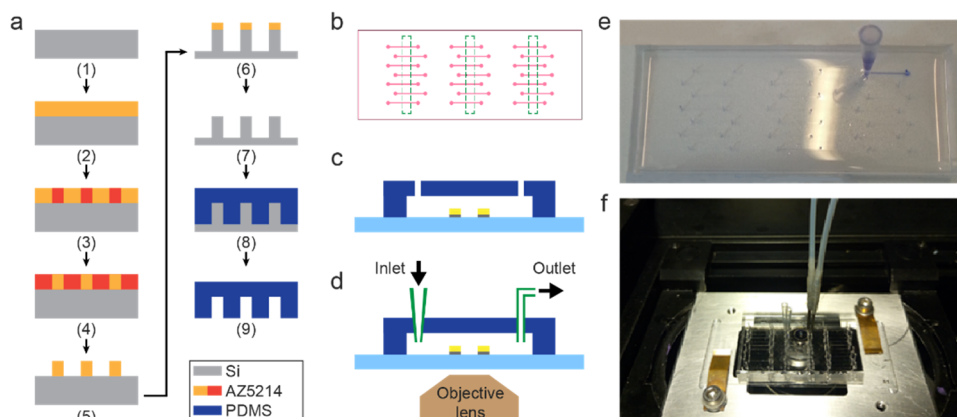 a
(1)
(2)
(3)
(4)
(5)
(6)
(7)
(8)
(9)
Si
AZ5214
PDMS
b
c
d
Inlet
Outlet
Objective
lens
e
f